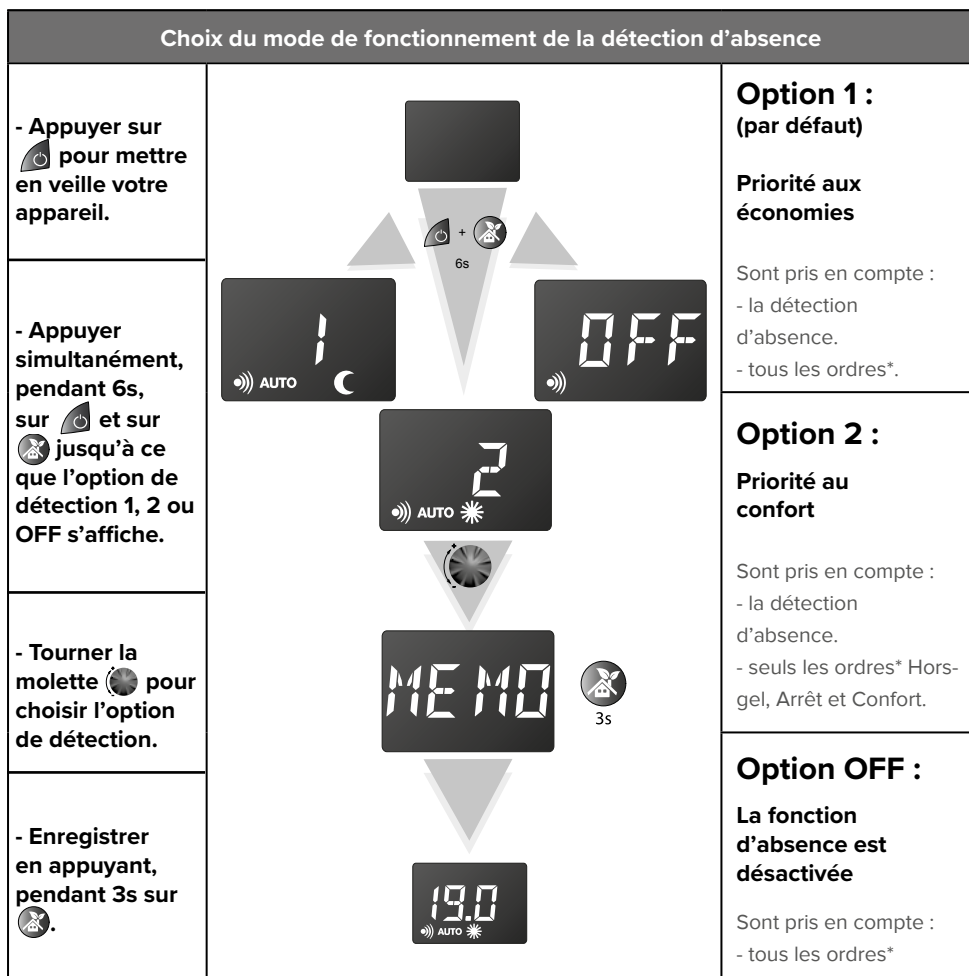 Choix du mode de fonctionnement de la détection d'absence
- Appuyer sur
pour mettre
en veille votre
appareil.
- Appuyer
simultanément,
pendant 6s,
sur et sur
jusqu'à ce
que l'option de
détection 1, 2 ou
OFF s'affiche.
- Tourner la
molette pour
choisir l'option
de détection.
- Enregistrer
en appuyant,
pendant 3s sur
.
+
6s
1
AUTO
OFF
2
AUTO
MEMO
3s
19.0
AUTO
Option 1 :
(par défaut)
Priorité aux
économies
Sont pris en compte :
- la détection
d'absence.
- tous les ordres*.
Option 2 :
Priorité au
confort
Sont pris en compte :
- la détection
d'absence.
- seuls les ordres* Hors-
gel, Arrêt et Confort.
Option OFF :
La fonction
d'absence est
désactivée
Sont pris en compte :
- tous les ordres*